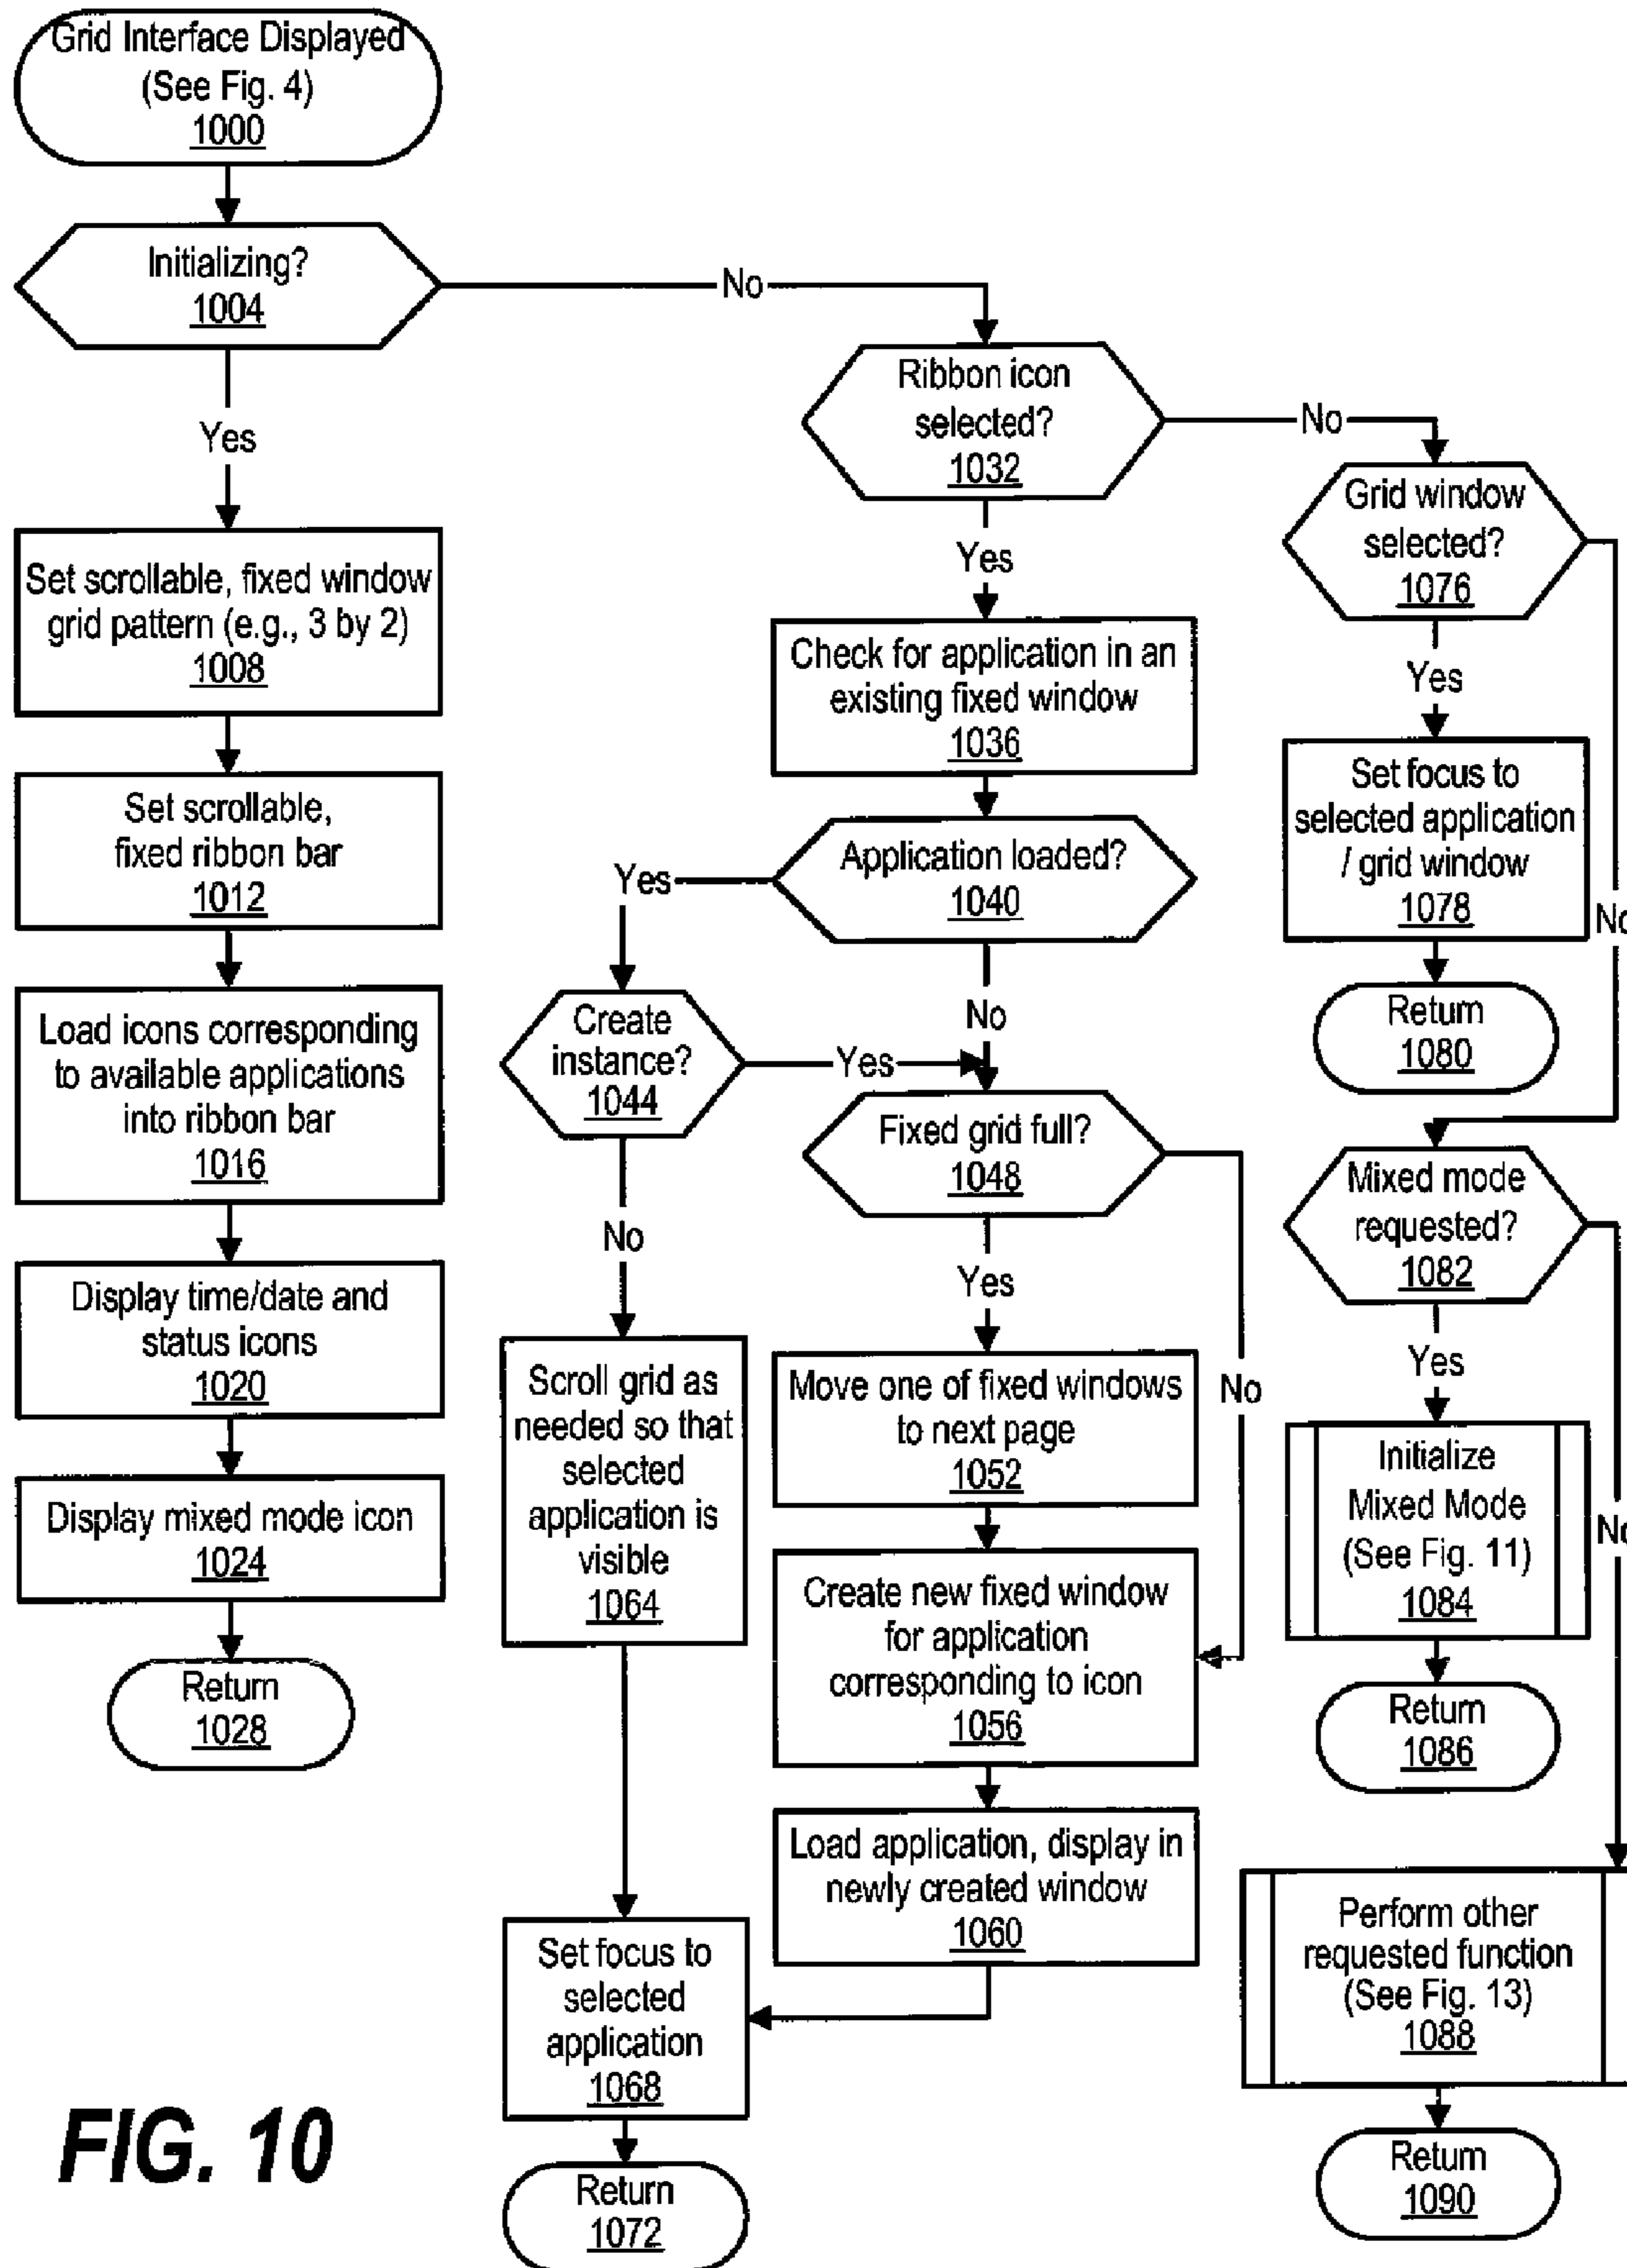 Grid Interface Displayed
(See Fig. 4)
1000
Initializing?
1004
No
Yes
Set scrollable, fixed window
grid pattern (e.g., 3 by 2)
1008
Set scrollable,
fixed ribbon bar
1012
Load icons corresponding
to available applications
into ribbon bar
1016
Display time/date and
status icons
1020
Display mixed mode icon
1024
Return
1028
Ribbon icon
selected?
1032
No
Yes
Check for application in an
existing fixed window
1036
Application loaded?
1040
Yes
No
Create
instance?
1044
Yes
No
Fixed grid full?
1048
Yes
No
Move one of fixed windows
to next page
1052
Create new fixed window
for application
corresponding to icon
1056
Load application, display in
newly created window
1060
Scroll grid as
needed so that
selected
application is
visible
1064
Set focus to
selected
application
1068
Return
1072
Grid window
selected?
1076
Yes
No
Set focus to
selected application
/ grid window
1078
Return
1080
Mixed mode
requested?
1082
Yes
No
Initialize
Mixed Mode
(See Fig. 11)
1084
Return
1086
Perform other
requested function
(See Fig. 13)
1088
Return
1090
FIG. 10